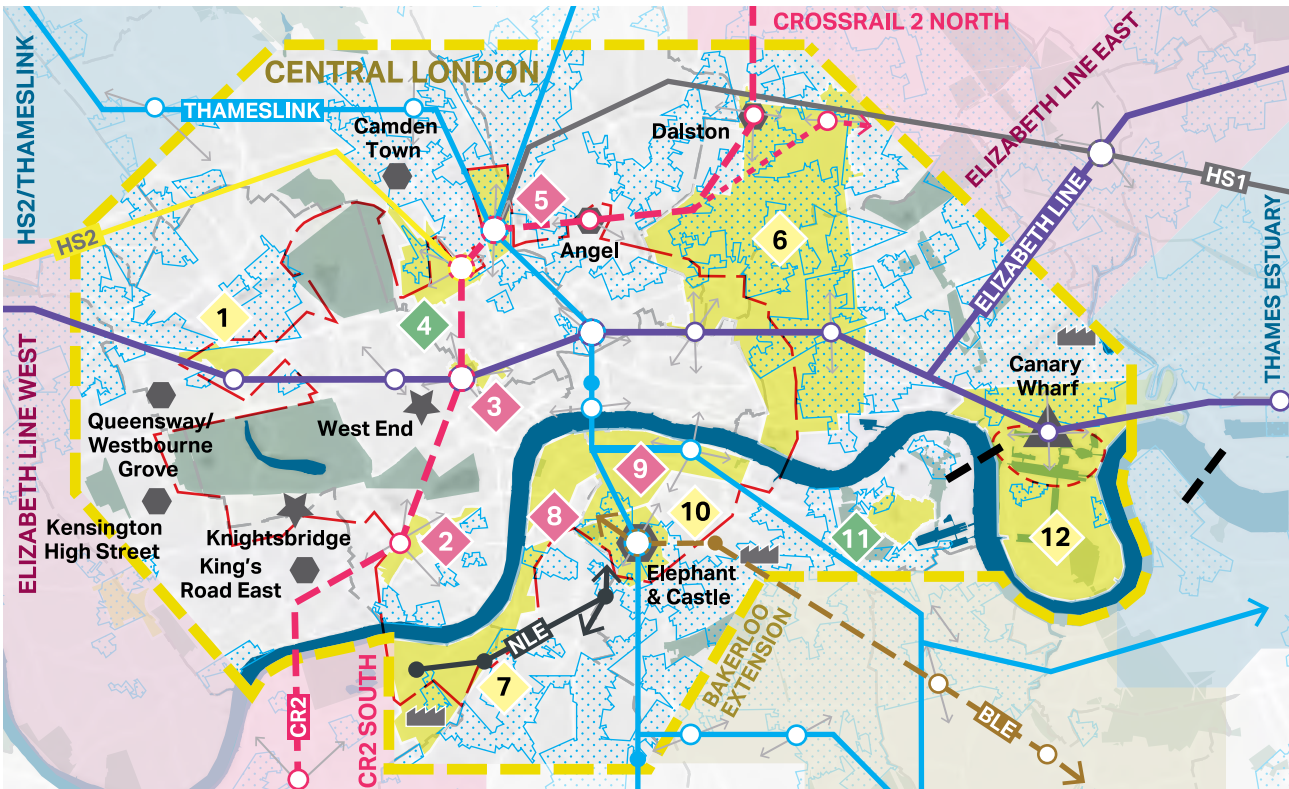 CROSSRAIL 2 NORTH
HS2/THAMESLINK
CENTRAL LONDON
ELIZABETH LINE EAST
THAMESLINK
Camden
Town
Dalston
HS1
5
Angel
6
HS2
ELIZABETH LINE
THAMES ESTUARY
1
4
ELIZABETH LINE WEST
Canary
Wharf
3
Queensway/
Westbourne
Grove
West End
9
Kensington
High Street
Knightsbridge
King's
Road East
2
8
10
11
12
Elephant
& Castle
NLE
7
BAKERLOO
EXTENSION
CR2
CR2 SOUTH
BLE